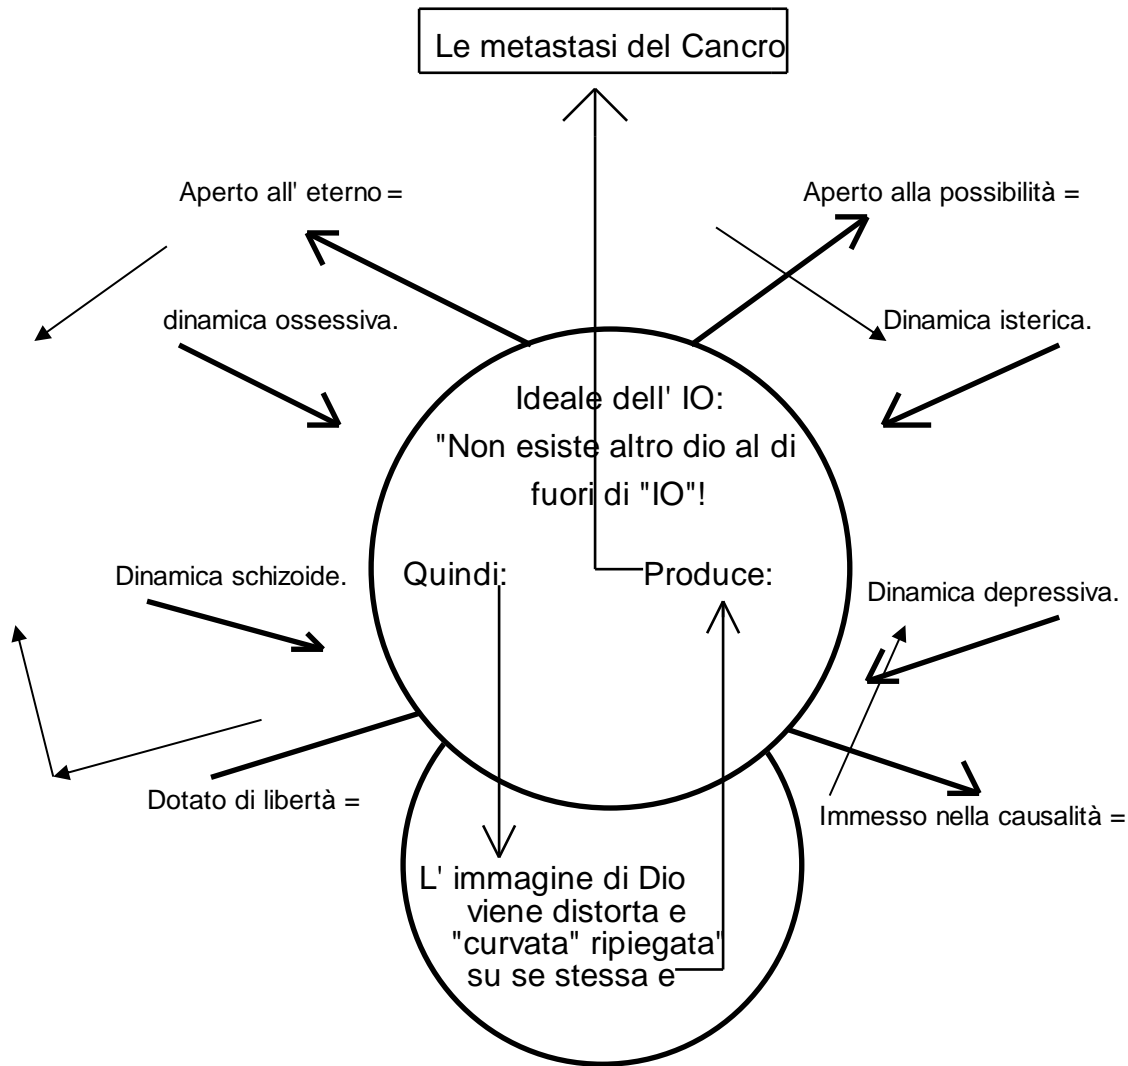 Le metastasi del Cancro
Aperto all' eterno =
Aperto alla possibilità =
dinamica ossessiva.
Dinamica isterica.
Ideale dell' IO:
"Non esiste altro dio al di
fuori di "IO"!
Dinamica schizoide.
Quindi:
Produce:
Dinamica depressiva.
Dotato di libertà =
Immesso nella causalità =
L' immagine di Dio
viene distorta e
"curvata" ripiegata"
su se stessa e